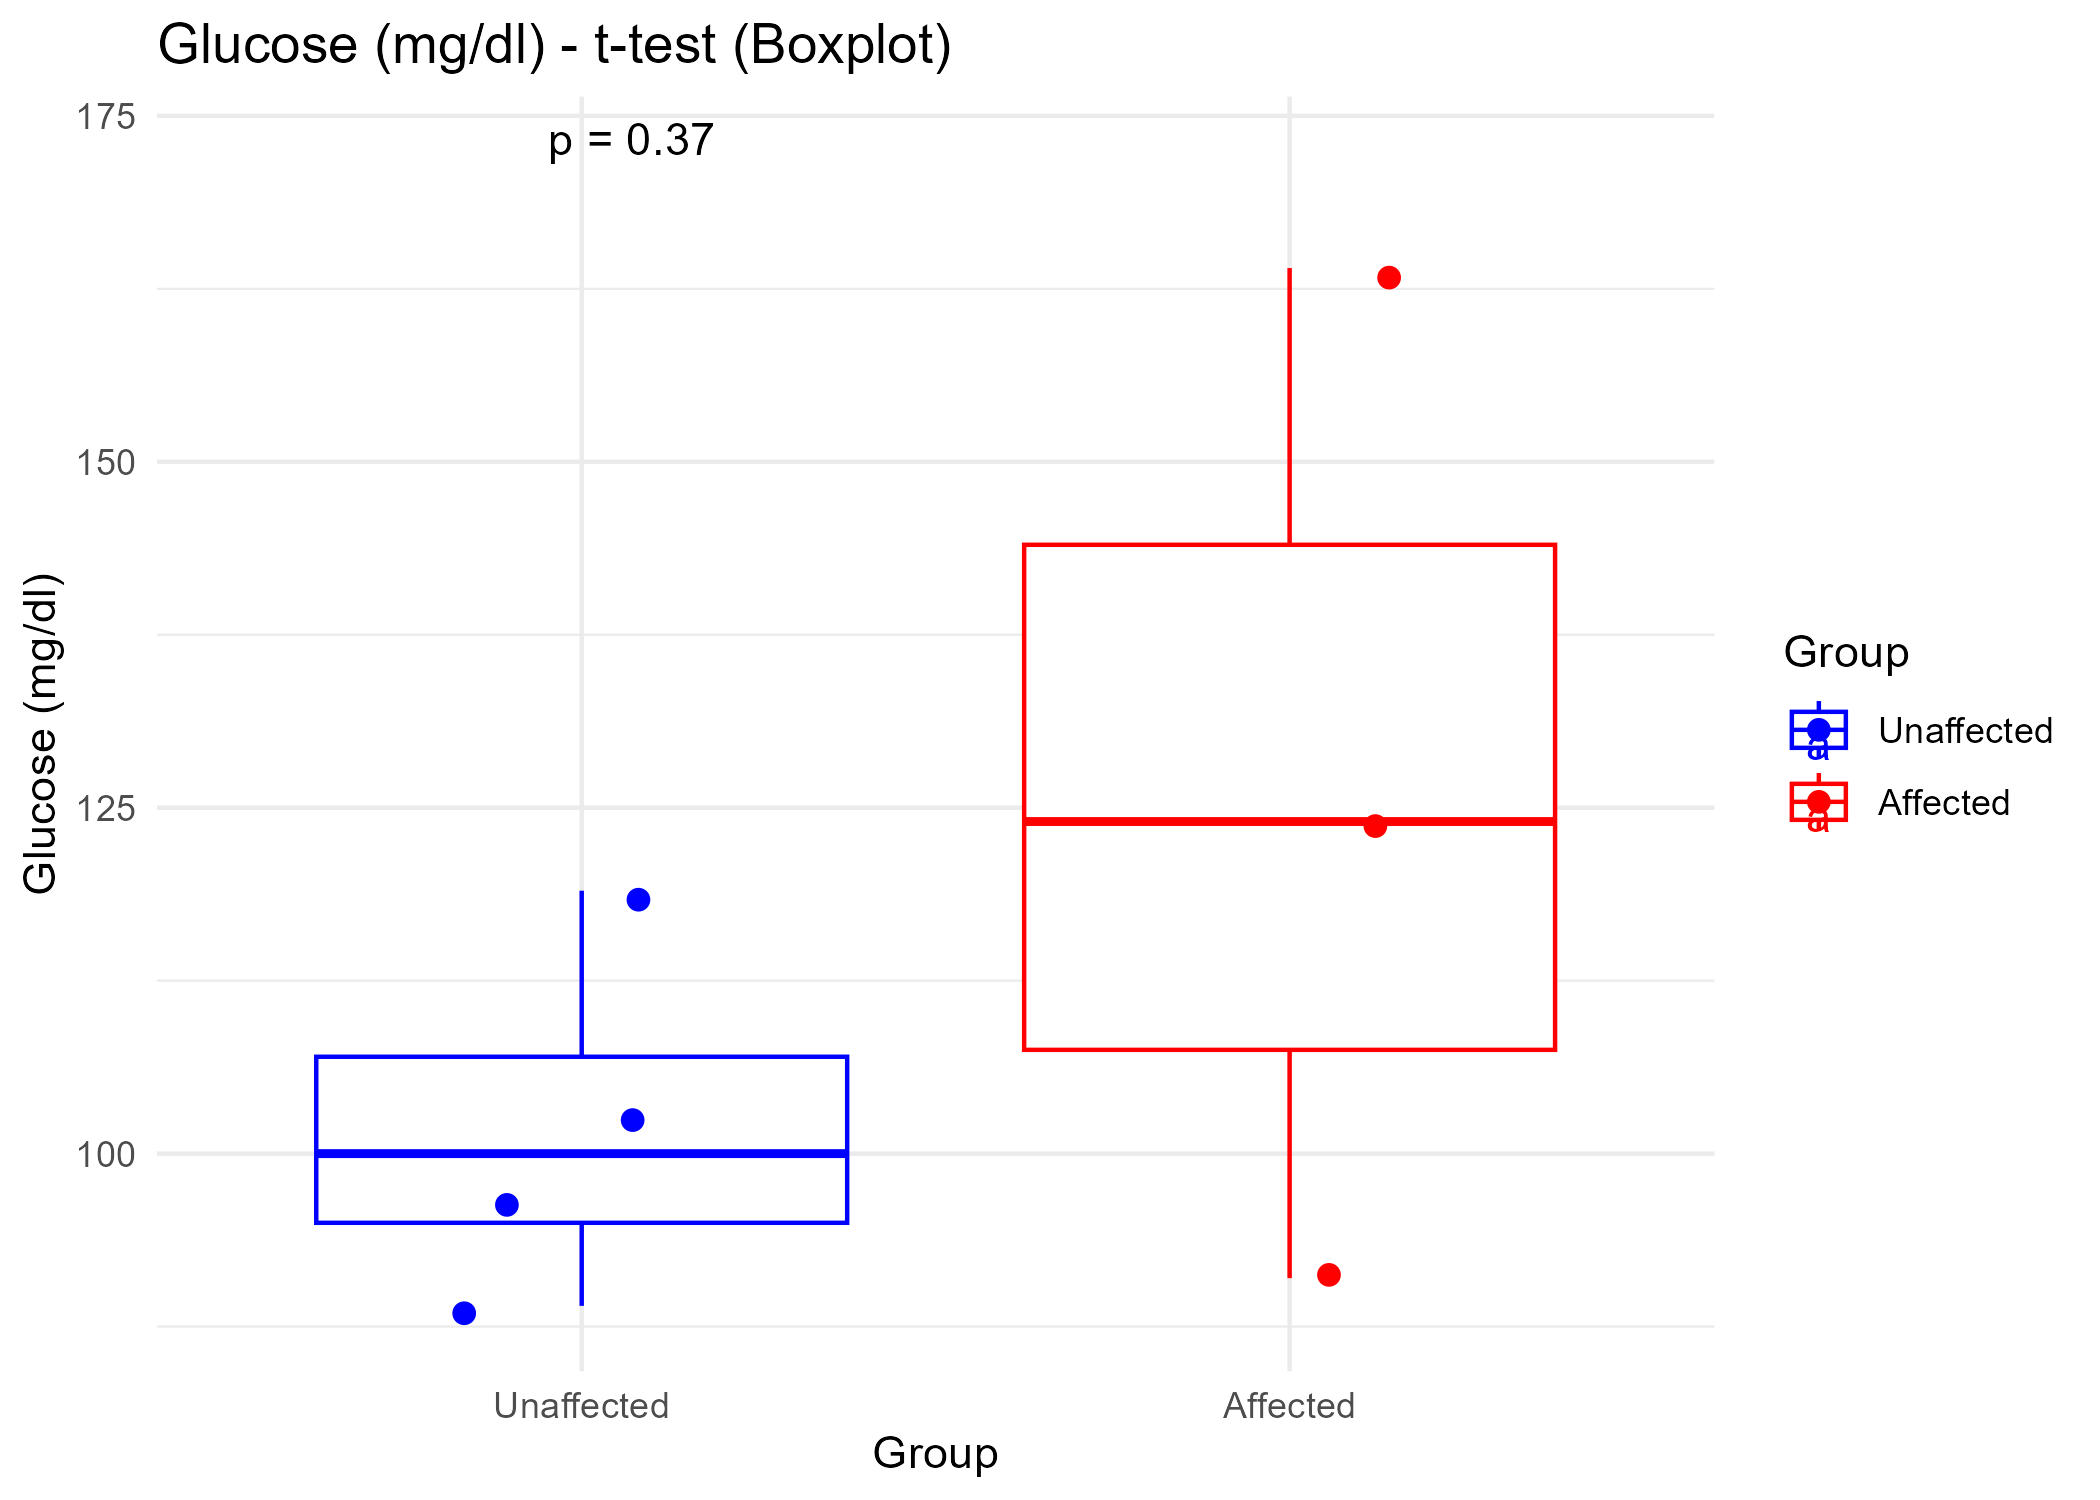 Glucose (mg/dl) - t-test (Boxplot)
175
p = 0.37
150
125
100
Glucose (mg/dl)
Unaffected
Affected
Group
Group
a
Unaffected
a
Affected